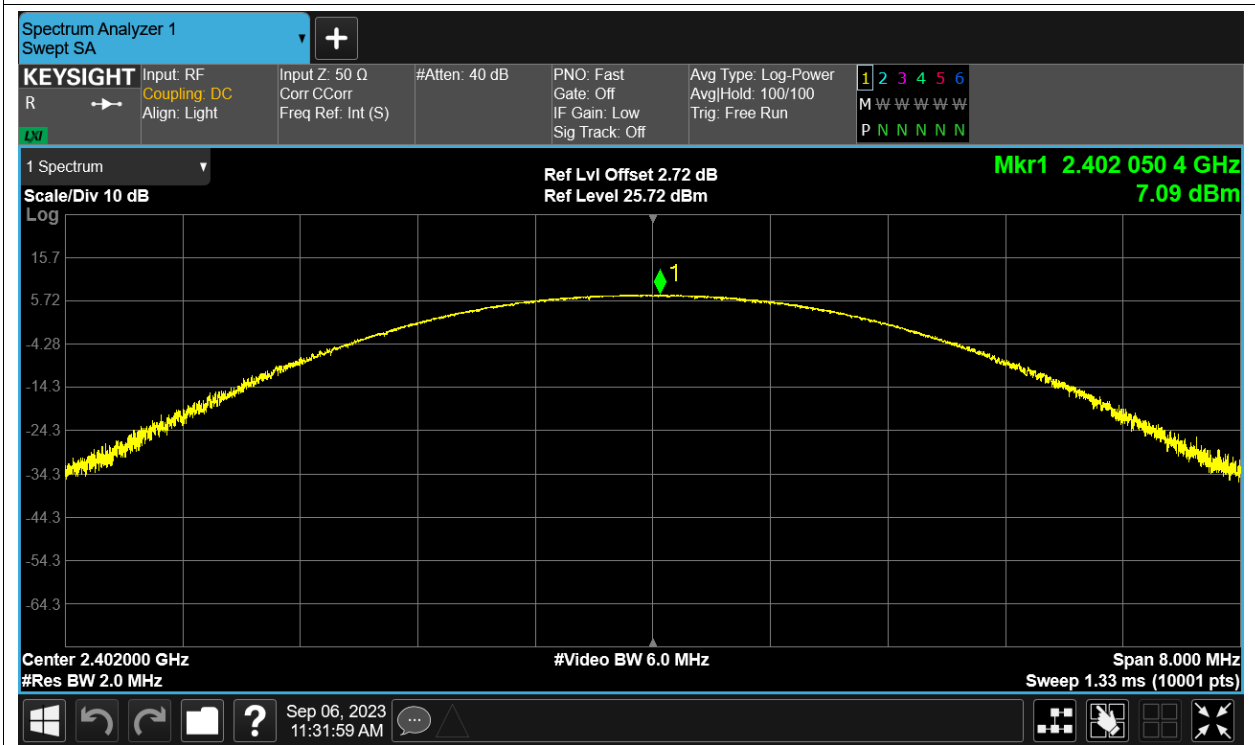 Spectrum Analyzer 1
Swept SA
KEYSIGHT
R
LXI
Input: RF
Coupling: DC
Align: Light
Input Z: 50 Ω
Corr CCorr
Freq Ref: Int (S)
#Atten: 40 dB
PNO: Fast
Gate: Off
IF Gain: Low
Sig Track: Off
Avg Type: Log-Power
Avg|Hold: 100/100
Trig: Free Run
1 2 3 4 5 6
M W W W W W W
P N N N N N N
1 Spectrum
Scale/Div 10 dB
Log
Ref Lvl Offset 2.72 dB
Ref Level 25.72 dBm
Mkr1 2.402 050 4 GHz
7.09 dBm
1
15.7
5.72
-4.28
-14.3
-24.3
-34.3
-44.3
-54.3
-64.3
Center 2.402000 GHz
#Res BW 2.0 MHz
#Video BW 6.0 MHz
Span 8.000 MHz
Sweep 1.33 ms (10001 pts)
?
Sep 06, 2023
11:31:59 AM